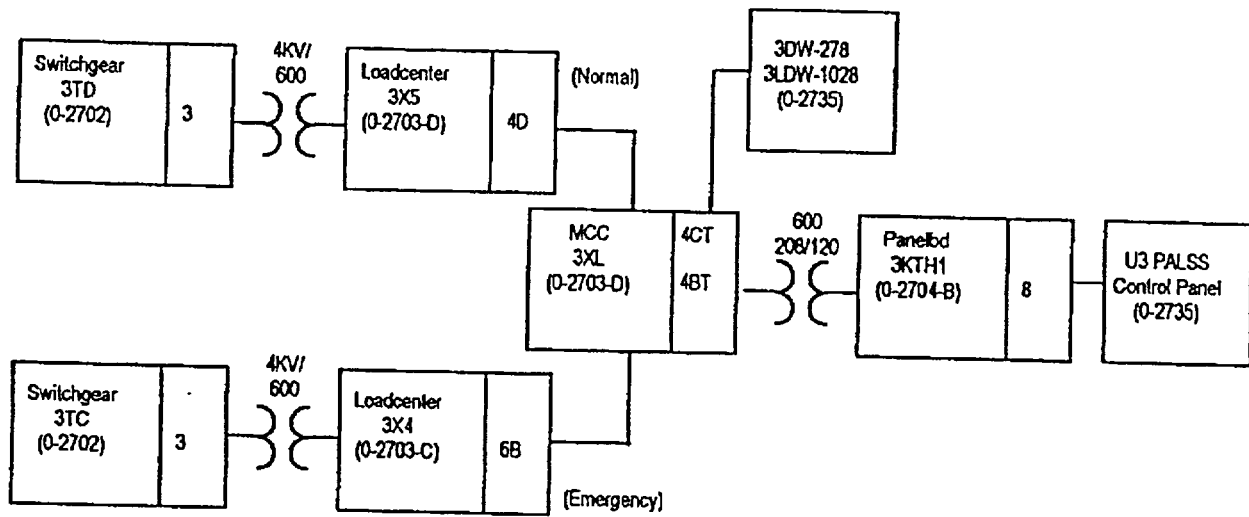 Switchgear
3TD
(0-2702)
3
4KV/
600
Loadcenter
3X5
(0-2703-D)
4D
(Normal)
3DW-278
3LDW-1028
(0-2735)
MCC
3XL
(0-2703-D)
4CT
4BT
600
208/120
Panelbd
3KTH1
(0-2704-B)
8
U3 PALSS
Control Panel
(0-2735)
Switchgear
3TC
(0-2702)
3
4KV/
600
Loadcenter
3X4
(0-2703-C)
6B
(Emergency)